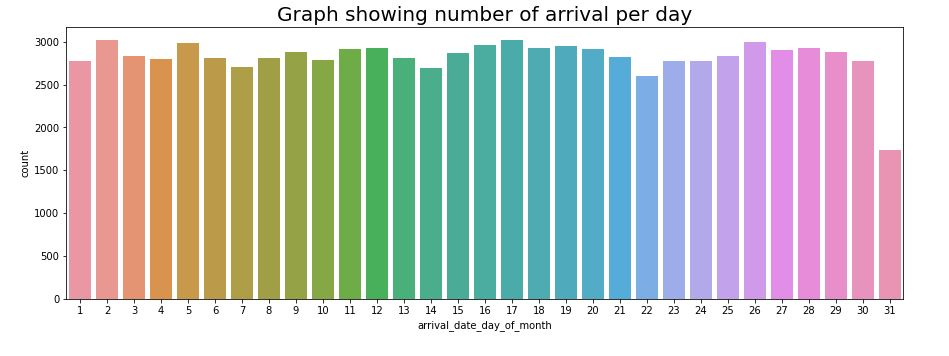 Graph showing number of arrival per day
3000
2500
2000
1500
1000
500
0
count
1 2 3 4 5 6 7 8 9 10 11 12 13 14 15 16 17 18 19 20 21 22 23 24 25 26 27 28 29 30 31
arrival_date_day_of_month